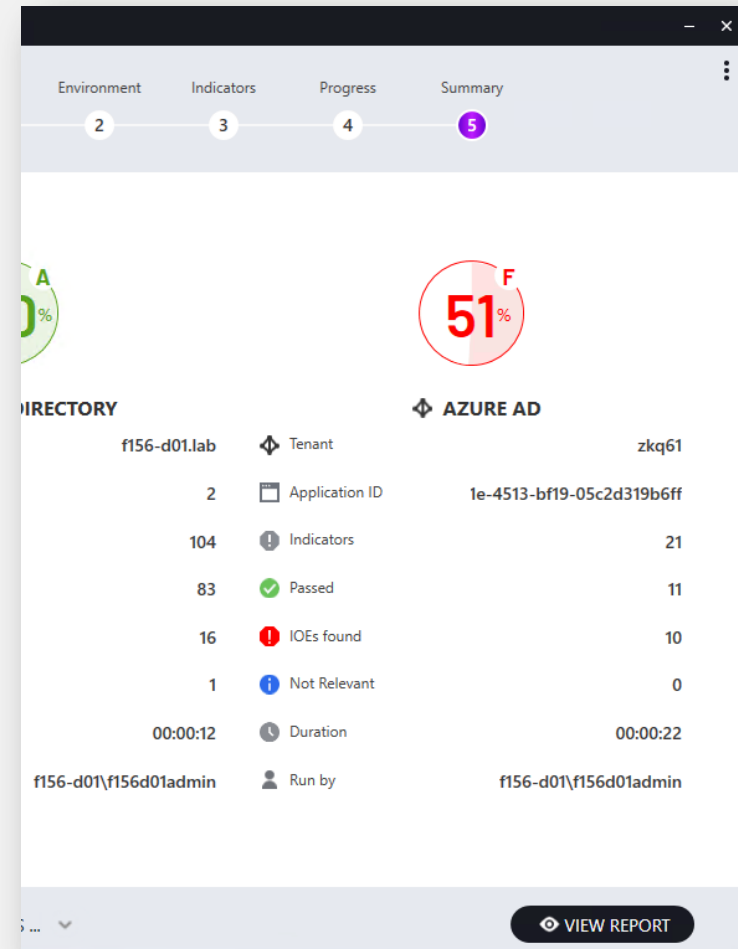 Environment Indicators Progress Summary
2 3 4 5
A F
% 51%
DIRECTORY AZURE AD
f156-d01.lab Tenant zkq61
2 Application ID 1e-4513-bf19-05c2d319b6ff
104 Indicators 21
83 Passed 11
16 IOEs found 10
1 Not Relevant 0
00:00:12 Duration 00:00:22
f156-d01\f156d01admin Run by f156-d01\f156d01admin
... VIEW REPORT